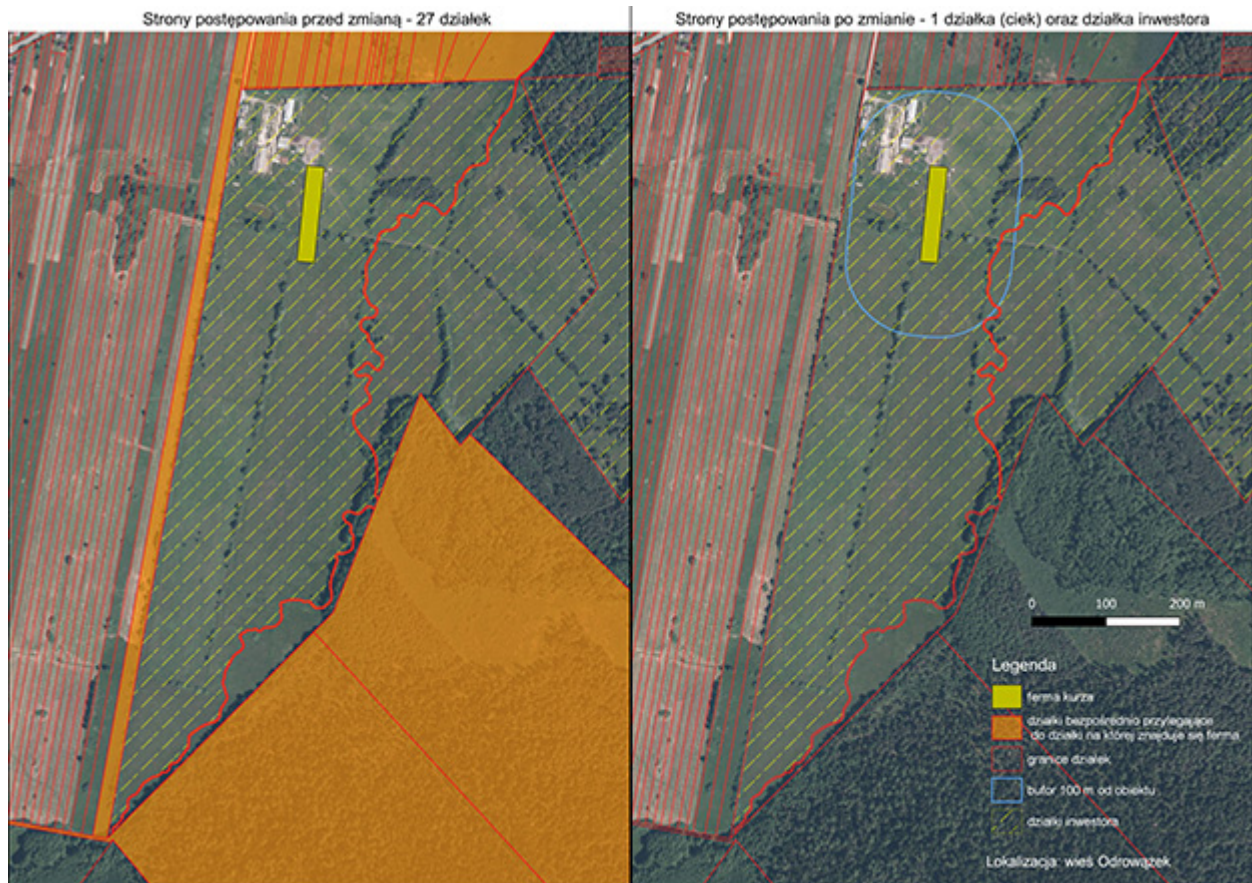 Strony postępowania przed zmianą - 27 działek
Strony postępowania po zmianie - 1 działka (ciek) oraz działka inwestora
0 100 200 m
Legenda
ferma kurza
działki bezpośrednio przylegające
do działki na której znajduje się ferma
granice działek
bufor 100 m od obiektu
działki inwestora
Lokalizacja: wieś Odrowążek